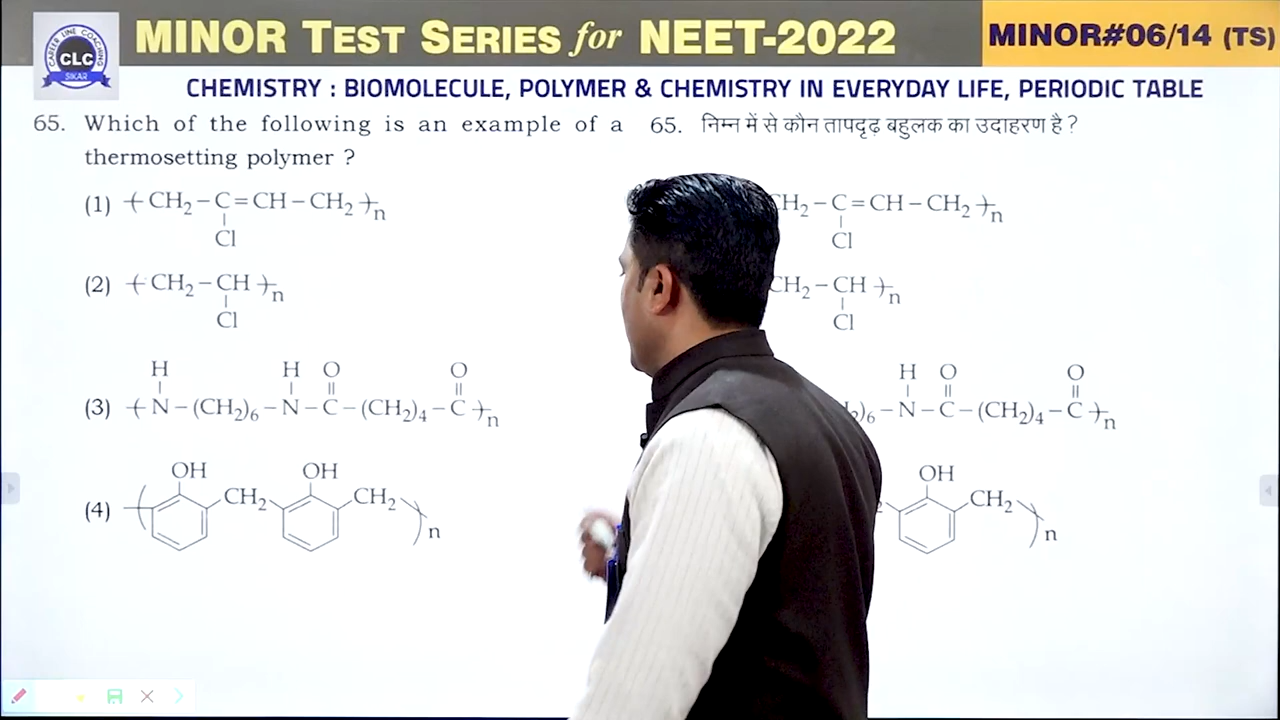 MINOR TEST SERIES for NEET-2022
MINOR#06/14 (TS)
CAREER LINE COACHING
CLC
SIKAR
CHEMISTRY : BIOMOLECULE, POLYMER & CHEMISTRY IN EVERYDAY LIFE, PERIODIC TABLE
65. Which of the following is an example of a
thermosetting polymer ?
(1) –(CH₂–C=CH–CH₂–)n
Cl
(2) –(CH₂–CH–)n
Cl
H H O O
(3) –(N–(CH₂)₆–N–C–(CH₂)₄–C–)n
OH OH
(4) CH₂ CH₂ n
65. निम्न में से कौन तापदृढ़ बहुलक का उदाहरण है ?
CH₂–C=CH–CH₂–)n
Cl
CH₂–CH–)n
Cl
H O O
)₆–N–C–(CH₂)₄–C–)n
OH
CH₂ n